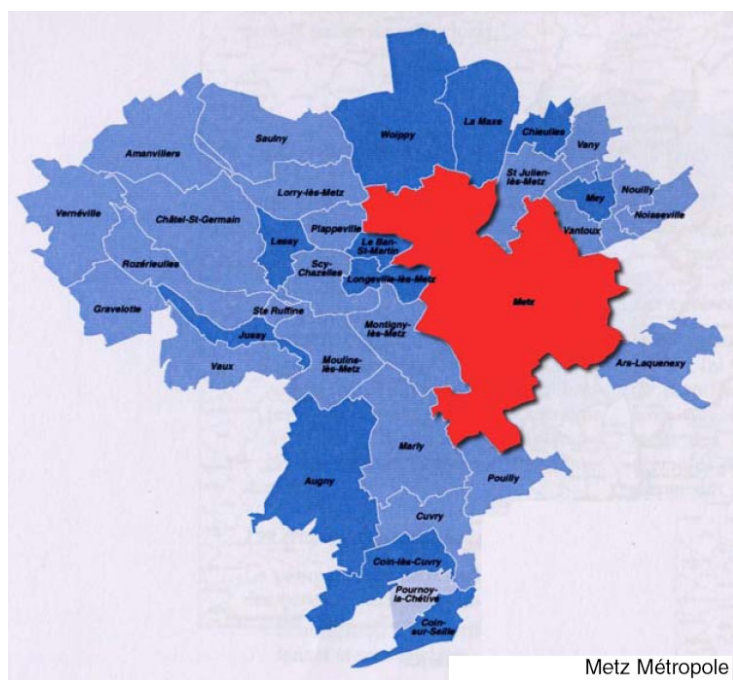 Woippy
La Maxe
Chieulles
Vany
Saulny
Amanvillers
St Julien-
lès-Metz
Lorry-lès-Metz
Mey
Nouilly
Noisseville
Vernéville
Châtel-St-Germain
Plappeville
Lessy
Le Ban-
St-Martin
Vantoux
Rozérieulles
Scy-
Chazelles
Longeville-lès-Metz
Gravelotte
Ste Ruffine
Metz
Jussy
Montigny-
lès-Metz
Vaux
Moulins-
lès-Metz
Ars-Laquenexy
Marly
Augny
Pouilly
Cuvry
Coin-lès-Cuvry
Pournoy-
la-Chétive
Coin-
sur-Seille
Metz Métropole